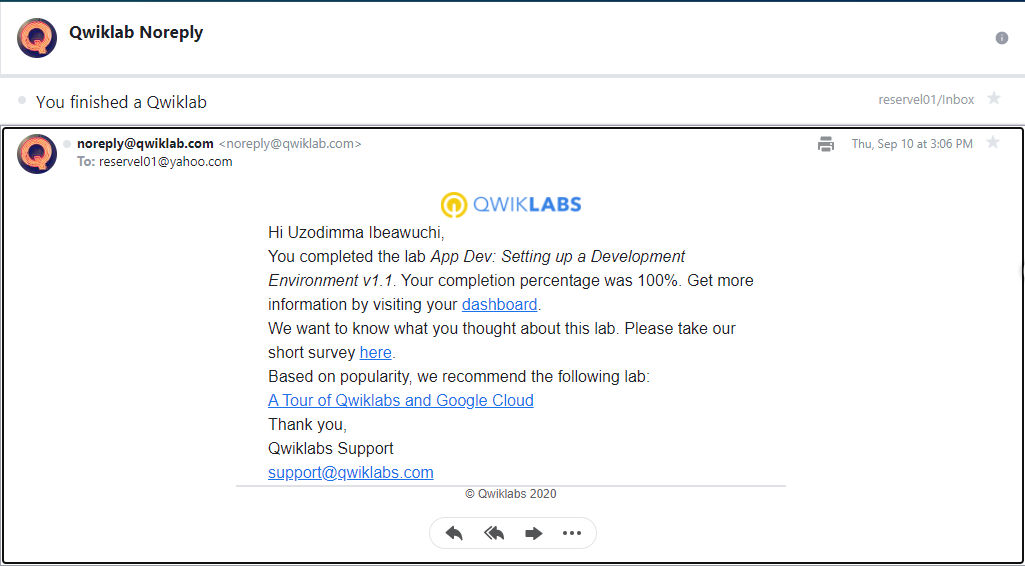 Qwiklab Noreply
You finished a Qwiklab
reservel01/Inbox
noreply@qwiklab.com <noreply@qwiklab.com>
Thu, Sep 10 at 3:06 PM
To: reservel01@yahoo.com
QWIKLABS
Hi Uzodimma Ibeawuchi,
You completed the lab App Dev: Setting up a Development
Environment v1.1. Your completion percentage was 100%. Get more
information by visiting your dashboard.
We want to know what you thought about this lab. Please take our
short survey here.
Based on popularity, we recommend the following lab:
A Tour of Qwiklabs and Google Cloud
Thank you,
Qwiklabs Support
support@qwiklabs.com
© Qwiklabs 2020